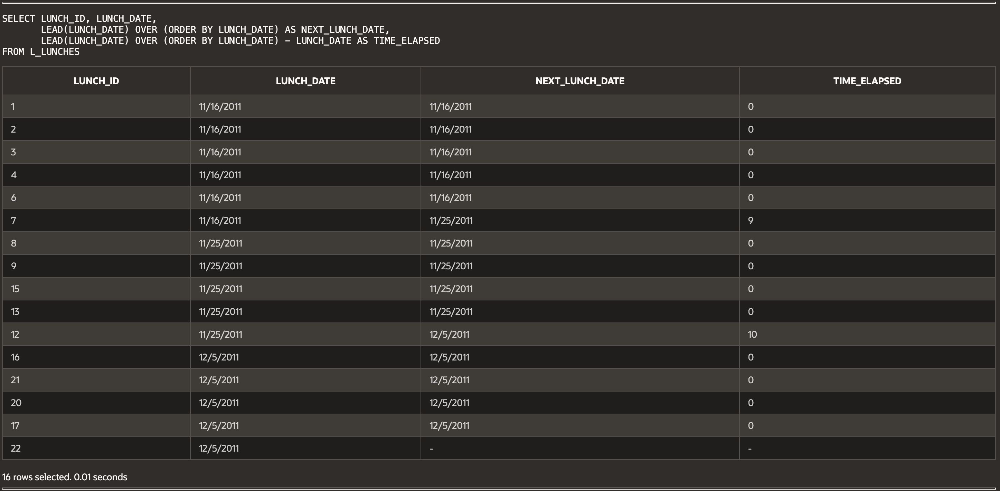 SELECT LUNCH_ID, LUNCH_DATE,
       LEAD(LUNCH_DATE) OVER (ORDER BY LUNCH_DATE) AS NEXT_LUNCH_DATE,
       LEAD(LUNCH_DATE) OVER (ORDER BY LUNCH_DATE) – LUNCH_DATE AS TIME_ELAPSED
FROM L_LUNCHES
LUNCH_ID LUNCH_DATE NEXT_LUNCH_DATE TIME_ELAPSED
1 11/16/2011 11/16/2011 0
2 11/16/2011 11/16/2011 0
3 11/16/2011 11/16/2011 0
4 11/16/2011 11/16/2011 0
6 11/16/2011 11/16/2011 0
7 11/16/2011 11/25/2011 9
8 11/25/2011 11/25/2011 0
9 11/25/2011 11/25/2011 0
15 11/25/2011 11/25/2011 0
13 11/25/2011 11/25/2011 0
12 11/25/2011 12/5/2011 10
16 12/5/2011 12/5/2011 0
21 12/5/2011 12/5/2011 0
20 12/5/2011 12/5/2011 0
17 12/5/2011 12/5/2011 0
22 12/5/2011 - -
16 rows selected. 0.01 seconds